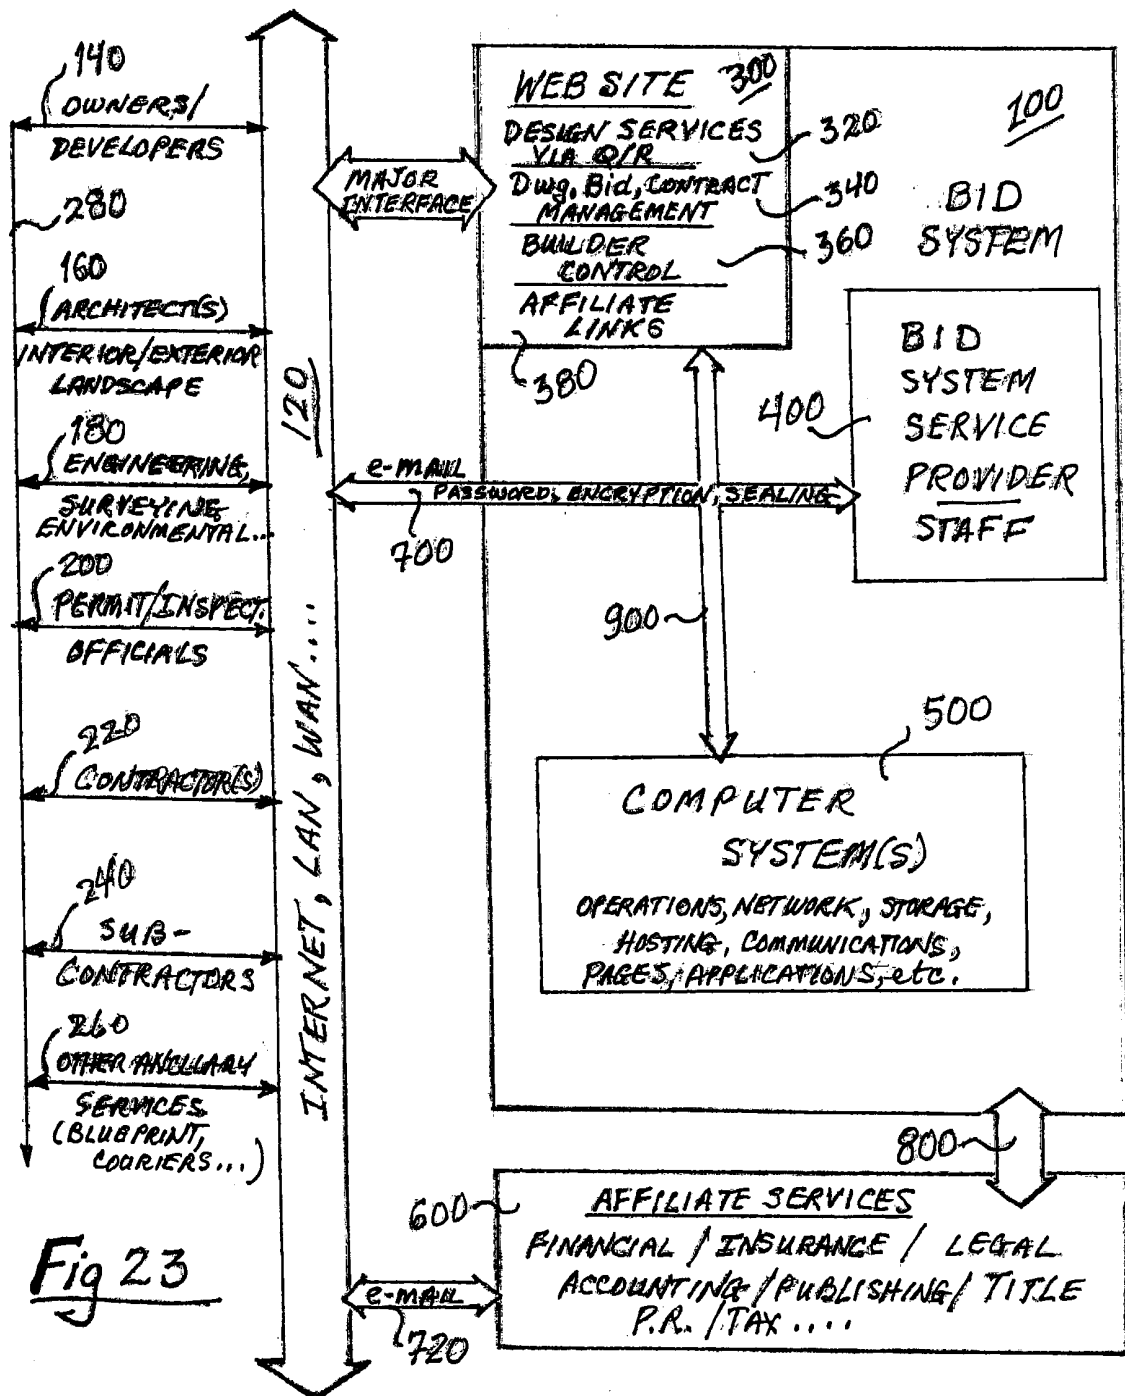 140
OWNERS/
DEVELOPERS
280
160
ARCHITECT(S)
INTERIOR/EXTERIOR
LANDSCAPE
180
ENGINEERING,
SURVEYING,
ENVIRONMENTAL...
200
PERMIT/INSPECT.
OFFICIALS
220
CONTRACTOR(S)
240
SUB-
CONTRACTORS
260
OTHER ANCILLARY
SERVICES
(BLUEPRINT,
COURIERS...)
Fig 23
120
INTERNET, LAN, WAN....
MAJOR
INTERFACE
WEB SITE 300
DESIGN SERVICES
VIA Q/R
320
Dwg, Bid, CONTRACT
MANAGEMENT
340
BUILDER
CONTROL
360
AFFILIATE
LINKS
380
100
BID
SYSTEM
BID
SYSTEM
SERVICE
PROVIDER
STAFF
400
e-MAIL
PASSWORD, ENCRYPTION, SEALING
700
900
500
COMPUTER
SYSTEM(S)
OPERATIONS, NETWORK, STORAGE,
HOSTING, COMMUNICATIONS,
PAGES, APPLICATIONS, etc.
800
600
AFFILIATE SERVICES
FINANCIAL / INSURANCE / LEGAL
ACCOUNTING / PUBLISHING / TITLE
P.R. / TAX ....
e-MAIL
720